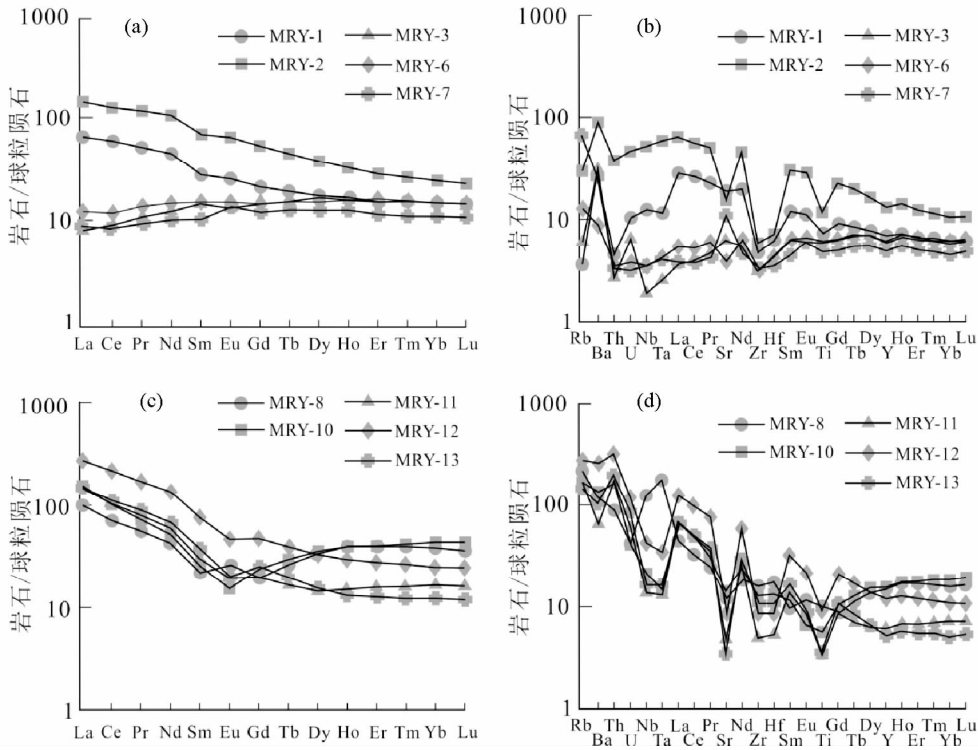 (a)
1000
100
10
1
岩石/球粒陨石
MRY-1
MRY-2
MRY-3
MRY-6
MRY-7
La Ce Pr Nd Sm Eu Gd Tb Dy Ho Er Tm Yb Lu
(b)
1000
100
10
1
岩石/球粒陨石
MRY-1
MRY-2
MRY-3
MRY-6
MRY-7
Rb Th Nb La Pr Nd Hf Eu Gd Dy Ho Tm Lu
Ba U Ta Ce Sr Zr Sm Ti Tb Y Er Yb
(c)
1000
100
10
1
岩石/球粒陨石
MRY-8
MRY-10
MRY-11
MRY-12
MRY-13
La Ce Pr Nd Sm Eu Gd Tb Dy Ho Er Tm Yb Lu
(d)
1000
100
10
1
岩石/球粒陨石
MRY-8
MRY-10
MRY-11
MRY-12
MRY-13
Rb Th Nb La Pr Nd Hf Eu Gd Dy Ho Tm Lu
Ba U Ta Ce Sr Zr Sm Ti Tb Y Er Yb